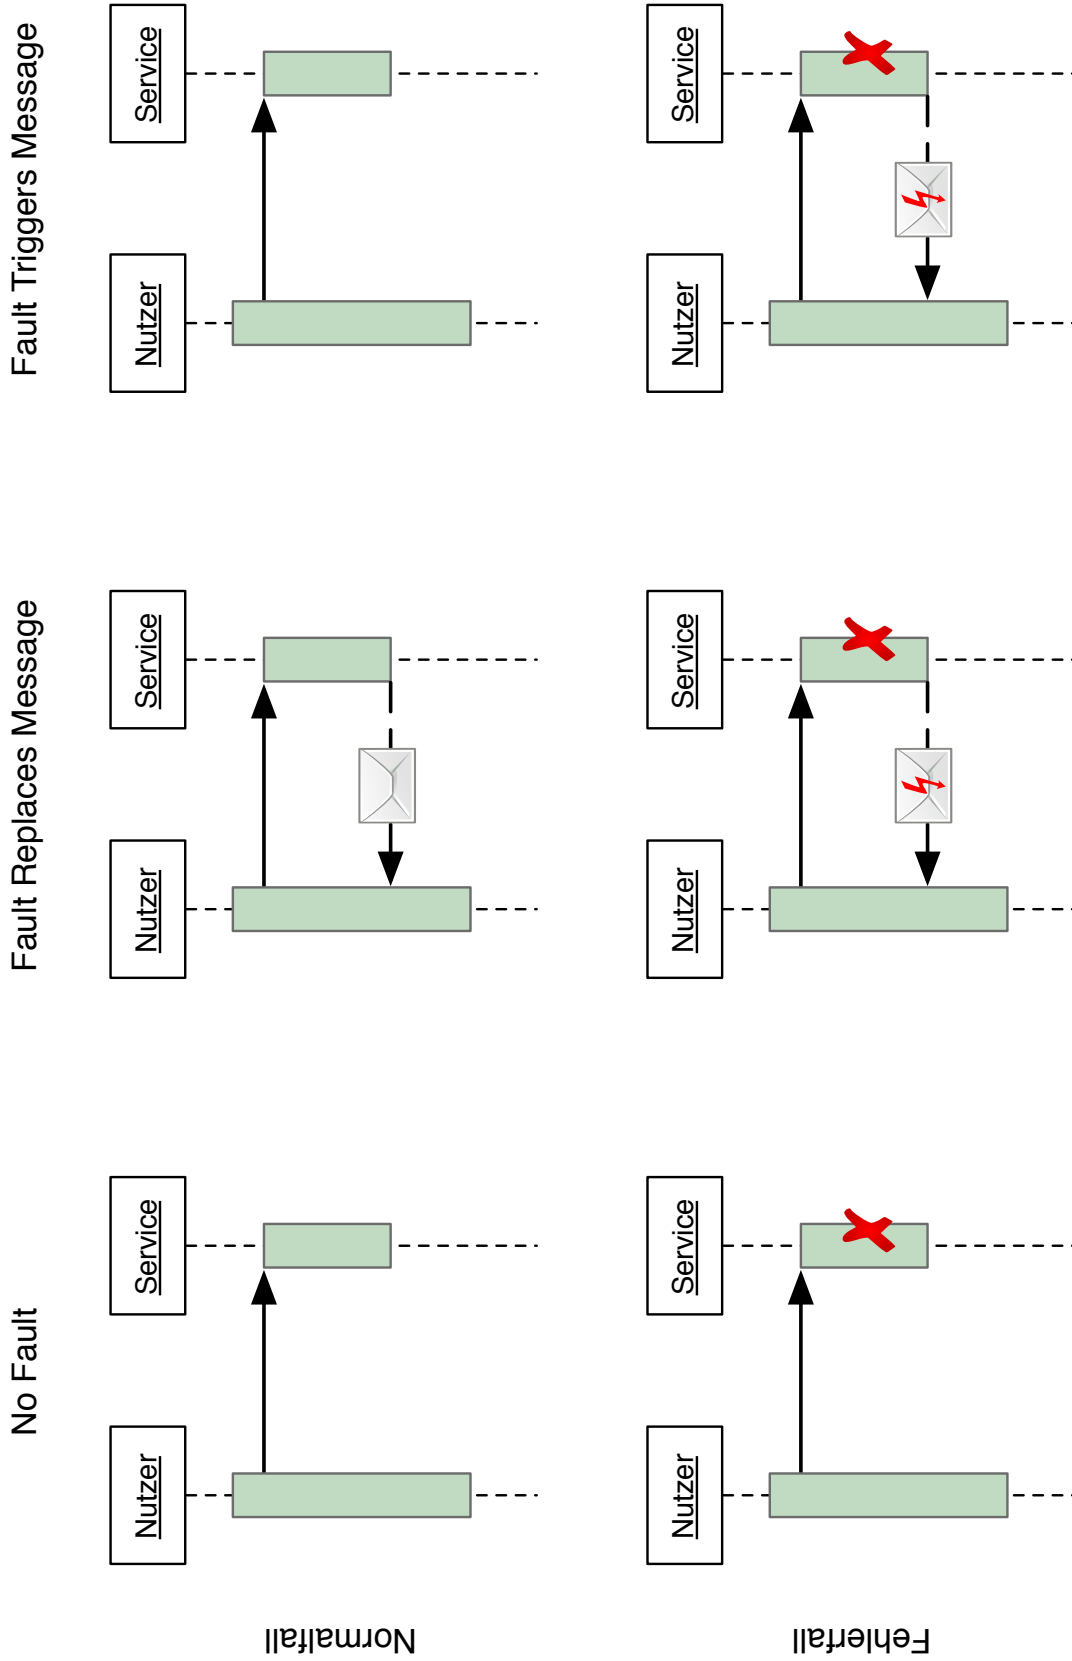 No Fault
Fault Replaces Message
Fault Triggers Message
Normalfall
Nutzer
Service
Nutzer
Service
Nutzer
Service
Fehlerfall
Nutzer
Service
Nutzer
Service
Nutzer
Service